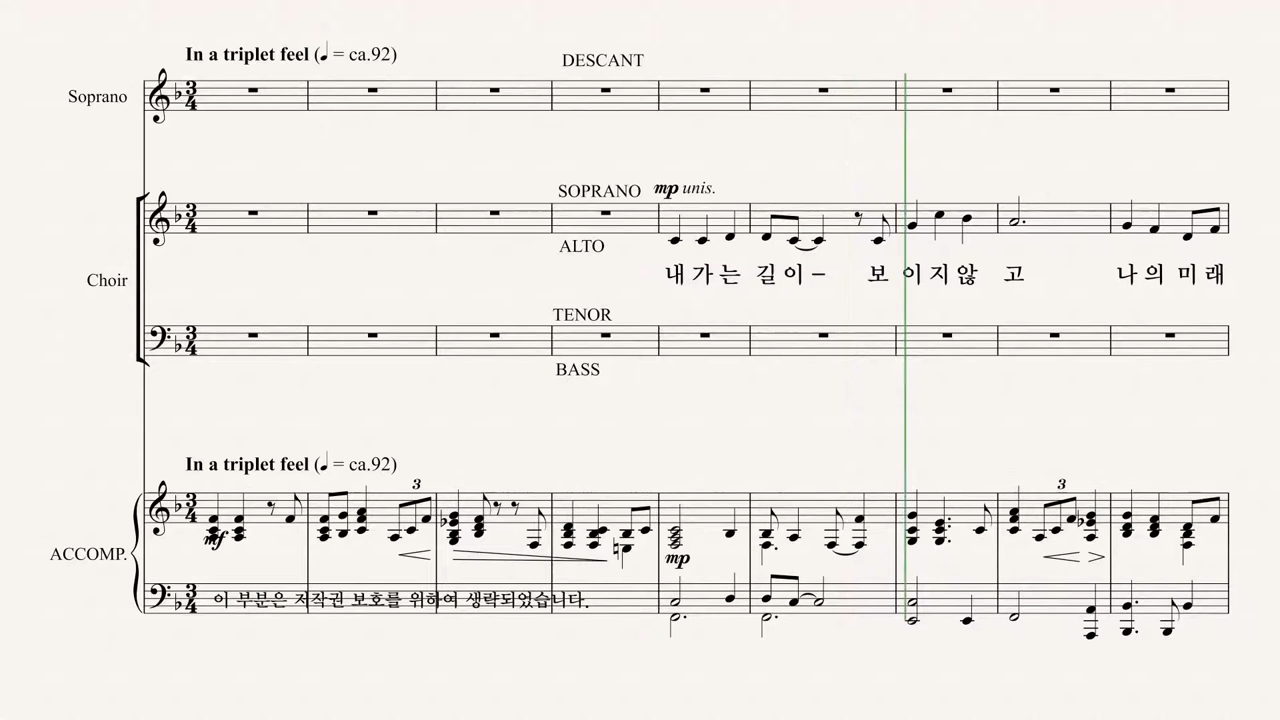 In a triplet feel (♩ = ca.92)
DESCANT
Soprano
SOPRANO mp unis.
ALTO
내 가 는 길 이 – 보 이 지 않 고 나 의 미 래
Choir
TENOR
BASS
In a triplet feel (♩ = ca.92)
3 3
mf
ACCOMP.
mp
이 부분은 저작권 보호를 위하여 생략되었습니다.